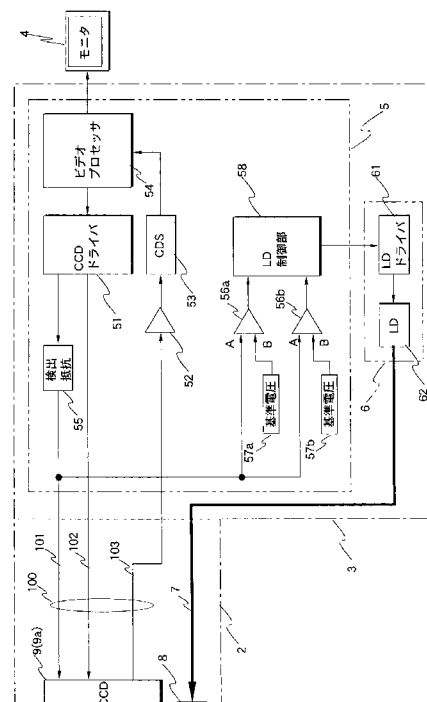 4
モニタ
ビデオ
プロセッサ
54
CCD
ドライバ
51
CDS
53
52
検出
抵抗
55
5
58
LD
制御部
56a
56b
A
B
A
B
基準電圧
57a
基準電圧
57b
61
LD
ドライバ
LD
6
62
101
102
103
100
9(9a)
CCD
8
7
2
3